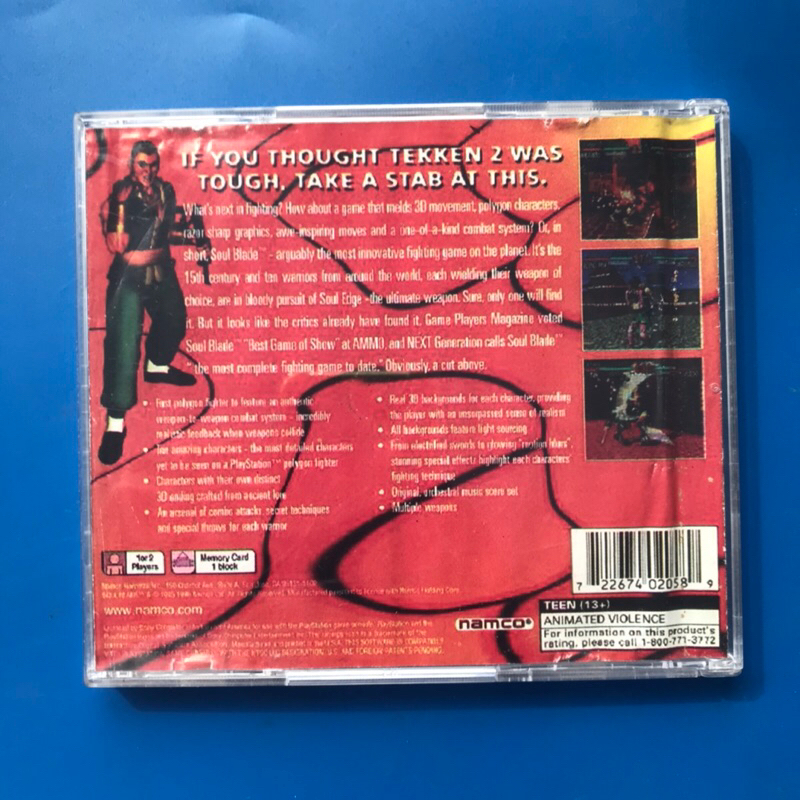 IF YOU THOUGHT TEKKEN 2 WAS
TOUGH, TAKE A STAB AT THIS.
What's next in fighting? How about a game that melds 3D movement, polygon characters,
razor sharp graphics, awe-inspiring moves and a one-of-a-kind combat system? Or, in
short, Soul Blade™ - arguably the most innovative fighting game on the planet. It's the
15th century and ten warriors from around the world, each wielding their weapon of
choice, are in bloody pursuit of Soul Edge - the ultimate weapon. Sure, only one will find
it. But it looks like the critics already have found it. Game Players Magazine voted
Soul Blade™ "Best Game of Show" at AMMO, and NEXT Generation calls Soul Blade™
"the most complete fighting game to date." Obviously, a cut above.
• First polygon fighter to feature an authentic
weapon-to-weapon combat system - incredibly
realistic feedback when weapons collide
• amazing characters - the most detailed characters
yet to be seen on a PlayStation™ polygon fighter
• Characters with their own distinct
3D ending crafted from ancient lore
• An arsenal of combo attacks, secret techniques
and special throws for each warrior
• Real 3D backgrounds for each character, providing
the player with an unsurpassed sense of realism
• All backgrounds feature light sourcing
• From electrified swords to glowing "motion blurs",
stunning special effects highlight each characters'
fighting technique
• Original, orchestral music score set
• Multiple weapons
1 or 2
Players
Memory Card
1 block
www.namco.com
namco®
7 22674 02058 9
TEEN (13+)
ANIMATED VIOLENCE
For information on this product's
rating, please call 1-800-771-3772